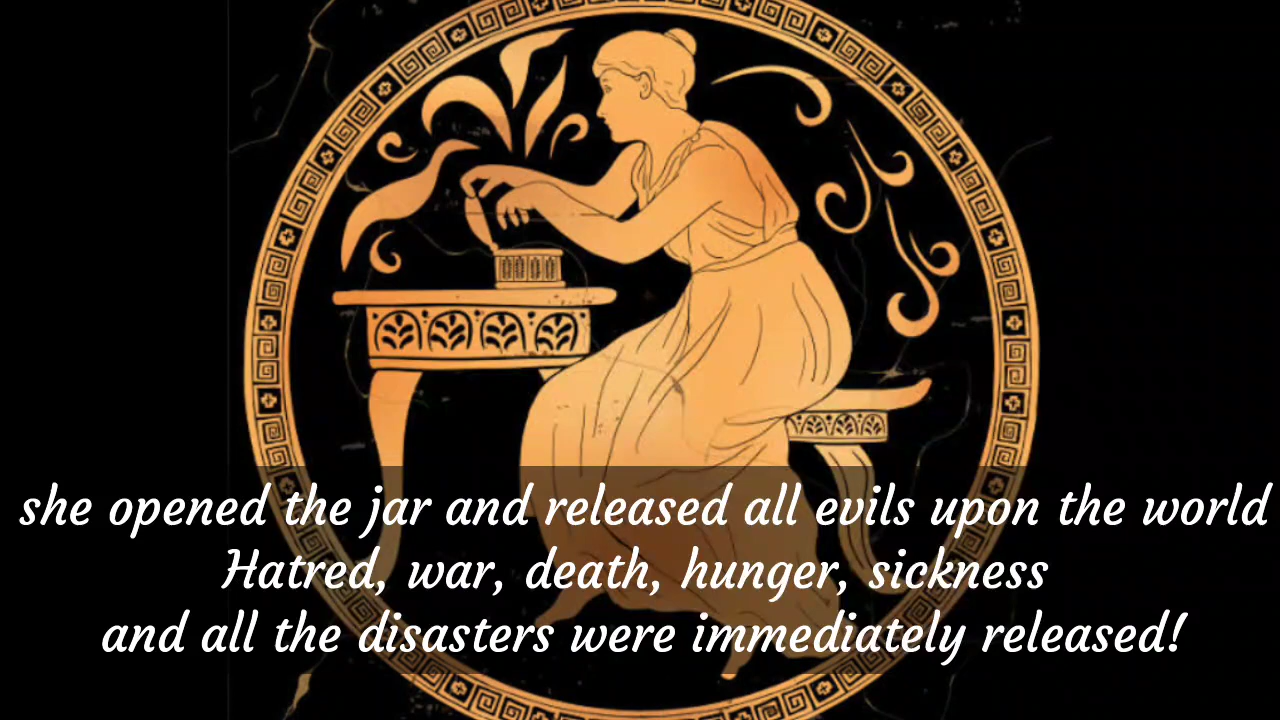 she opened the jar and released all evils upon the world
Hatred, war, death, hunger, sickness
and all the disasters were immediately released!